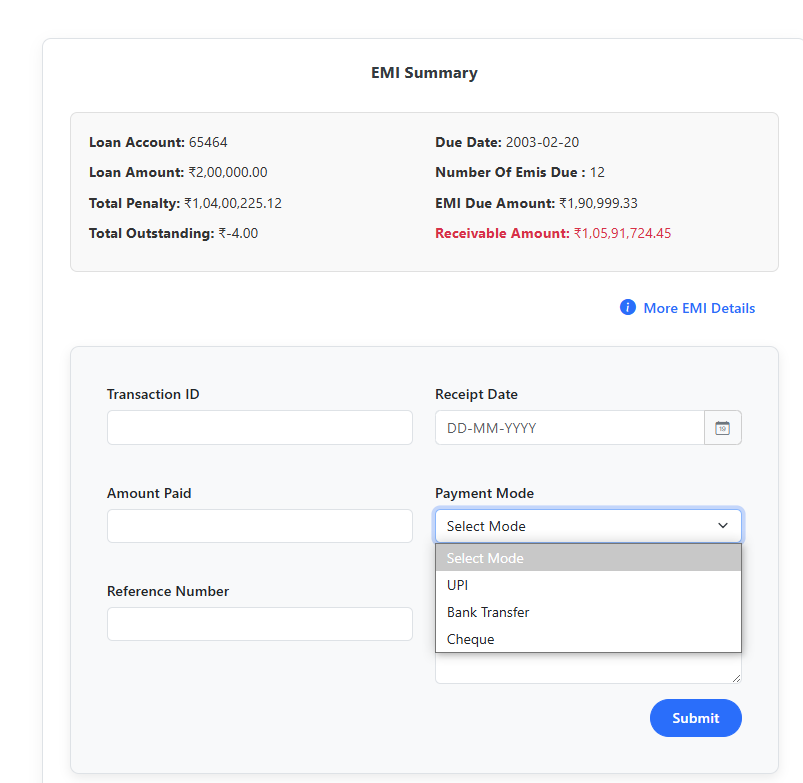 EMI Summary
Loan Account: 65464
Due Date: 2003-02-20
Loan Amount: ₹2,00,000.00
Number Of Emis Due : 12
Total Penalty: ₹1,04,00,225.12
EMI Due Amount: ₹1,90,999.33
Total Outstanding: ₹-4.00
Receivable Amount: ₹1,05,91,724.45
More EMI Details
Transaction ID
Receipt Date
DD-MM-YYYY
Amount Paid
Payment Mode
Select Mode
Select Mode
UPI
Reference Number
Bank Transfer
Cheque
Submit